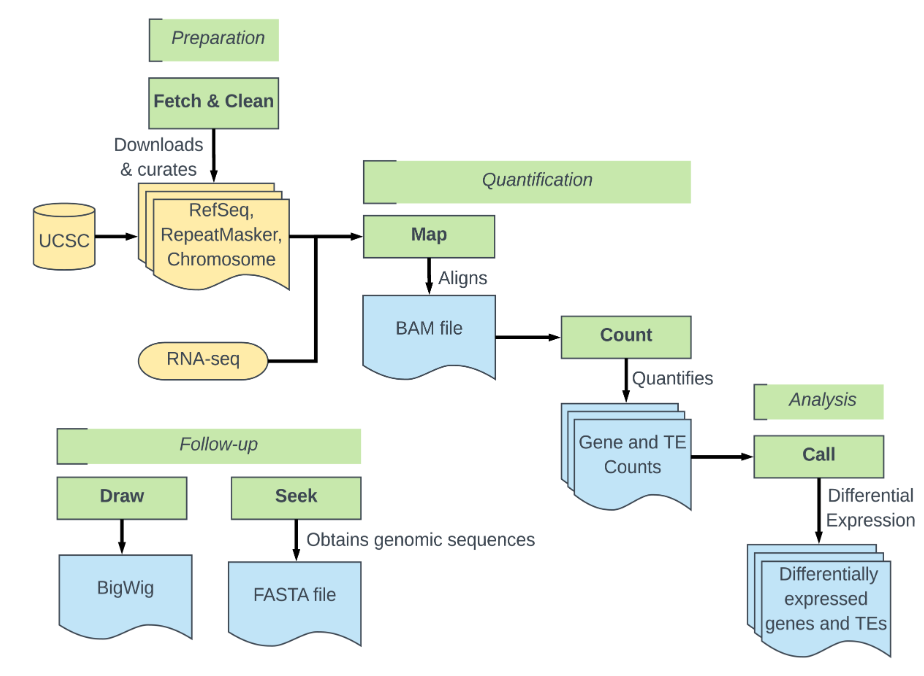 Preparation
Fetch & Clean
Downloads
& curates
UCSC
RefSeq,
RepeatMasker,
Chromosome
RNA-seq
Quantification
Map
Aligns
BAM file
Count
Quantifies
Gene and TE
Counts
Analysis
Call
Differential
Expression
Differentially
expressed
genes and TEs
Follow-up
Draw
BigWig
Seek
Obtains genomic sequences
FASTA file